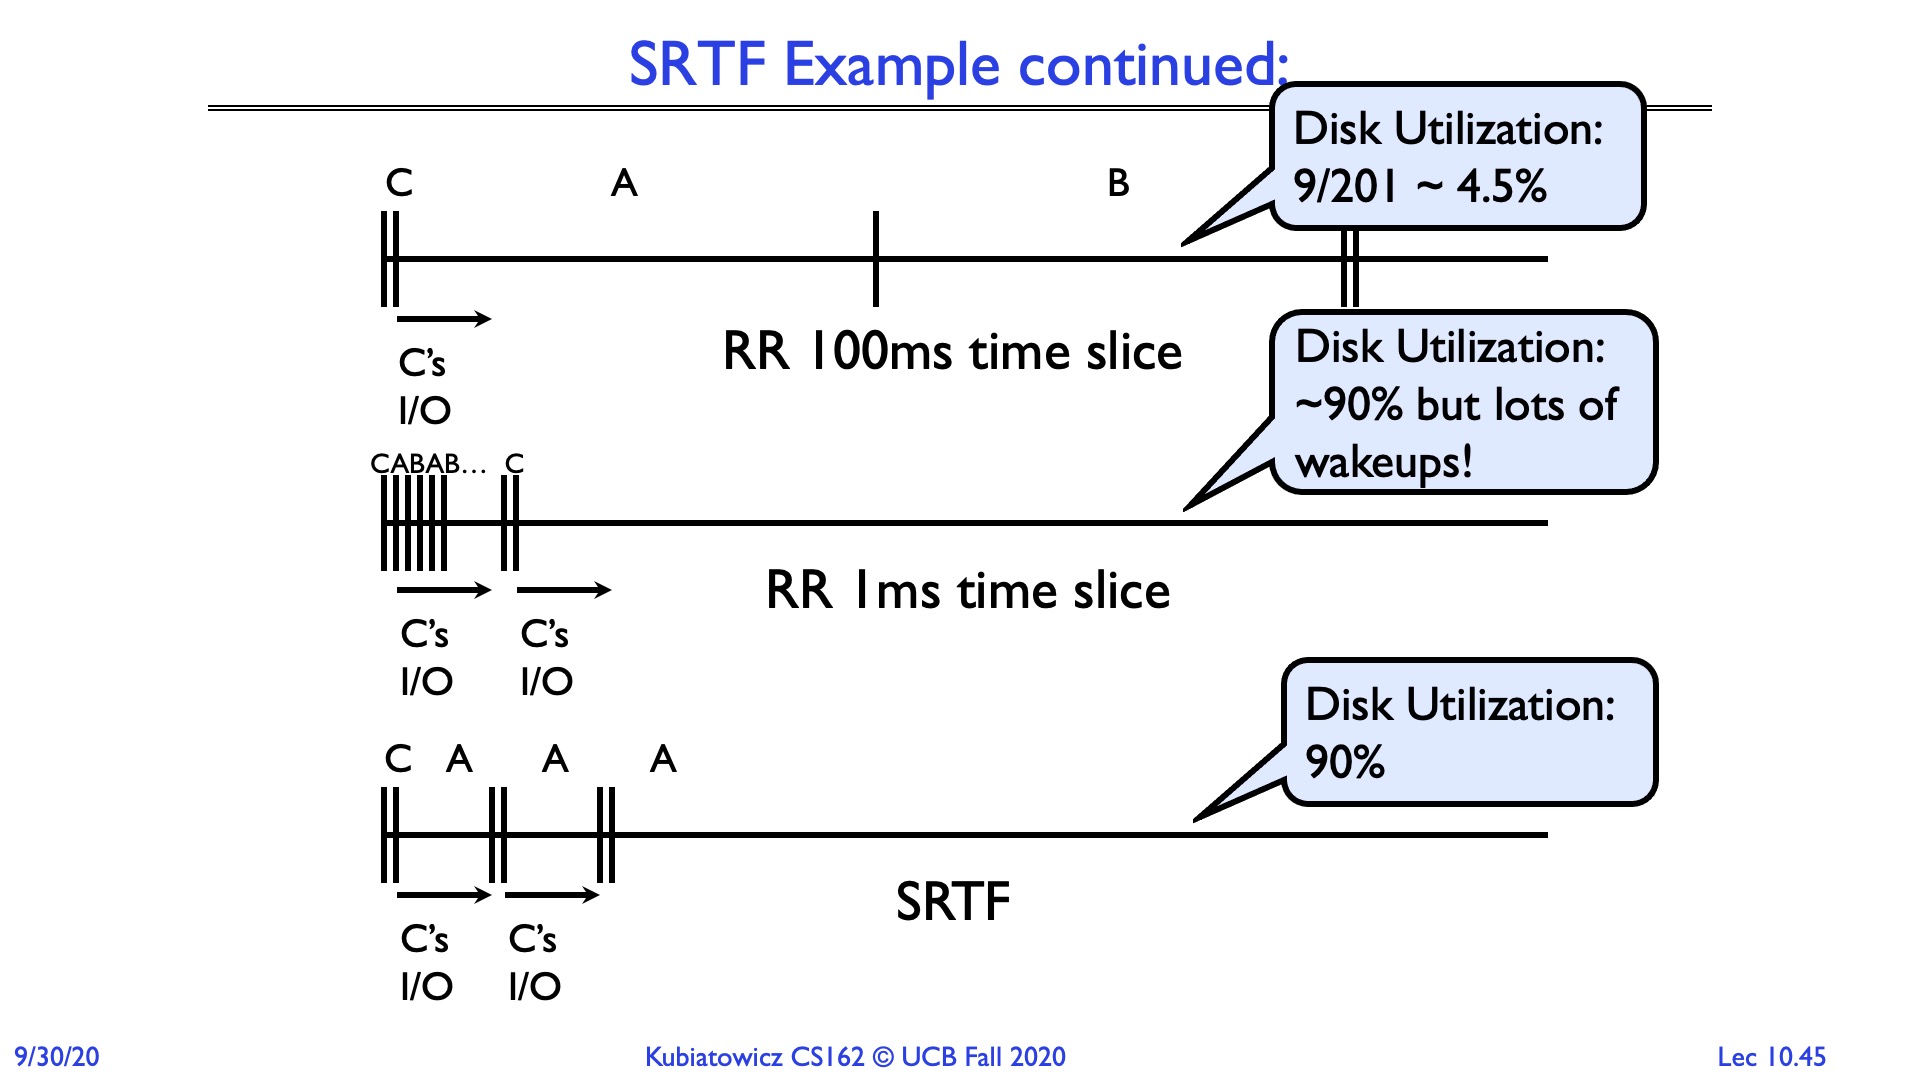 SRTF Example continued:
Disk Utilization:
9/201 ~ 4.5%
C A B
RR 100ms time slice
C's
I/O
Disk Utilization:
~90% but lots of
wakeups!
CABAB… C
RR 1ms time slice
C's C's
I/O I/O
Disk Utilization:
90%
C A A A
SRTF
C's C's
I/O I/O
9/30/20 Kubiatowicz CS162 © UCB Fall 2020 Lec 10.45